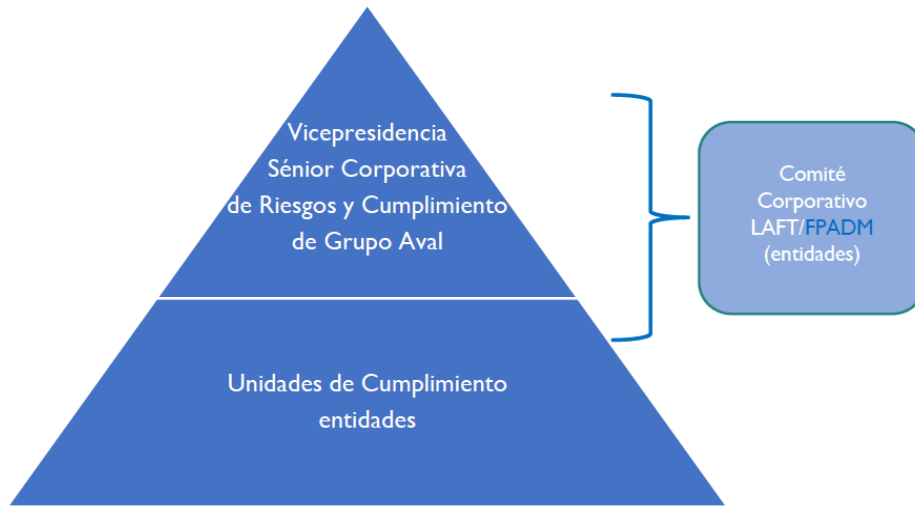 Vicepresidencia
Sénior Corporativa
de Riesgos y Cumplimiento
de Grupo Aval
Unidades de Cumplimiento
entidades
Comité
Corporativo
LAFT/FPADM
(entidades)